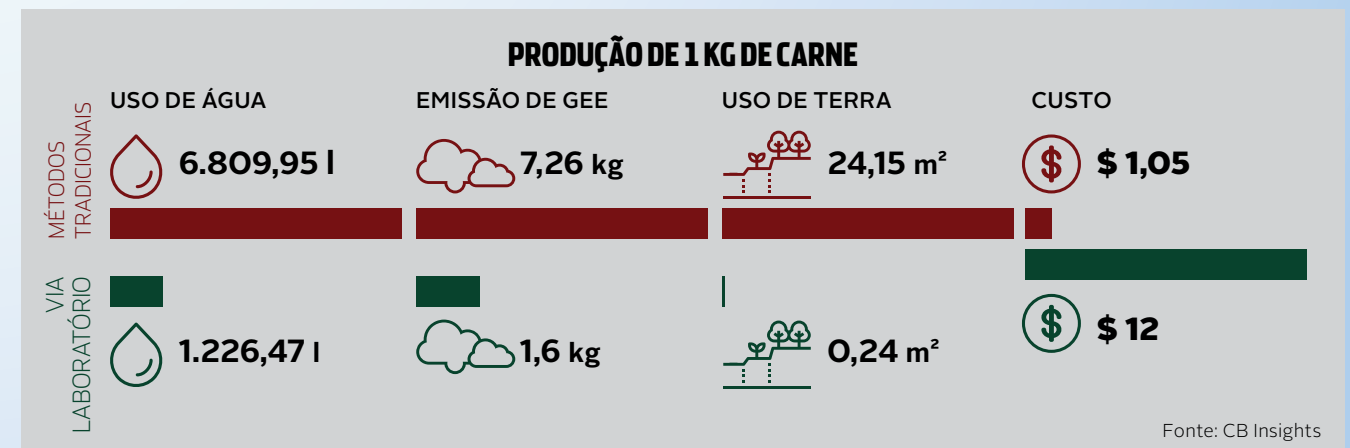 PRODUÇÃO DE 1 KG DE CARNE
USO DE ÁGUA
EMISSÃO DE GEE
USO DE TERRA
CUSTO
MÉTODOS
TRADICIONAIS
6.809,95 l
7,26 kg
24,15 m²
$
$ 1,05
VIA
LABORATÓRIO
1.226,47 l
1,6 kg
0,24 m²
$
$ 12
Fonte: CB Insights